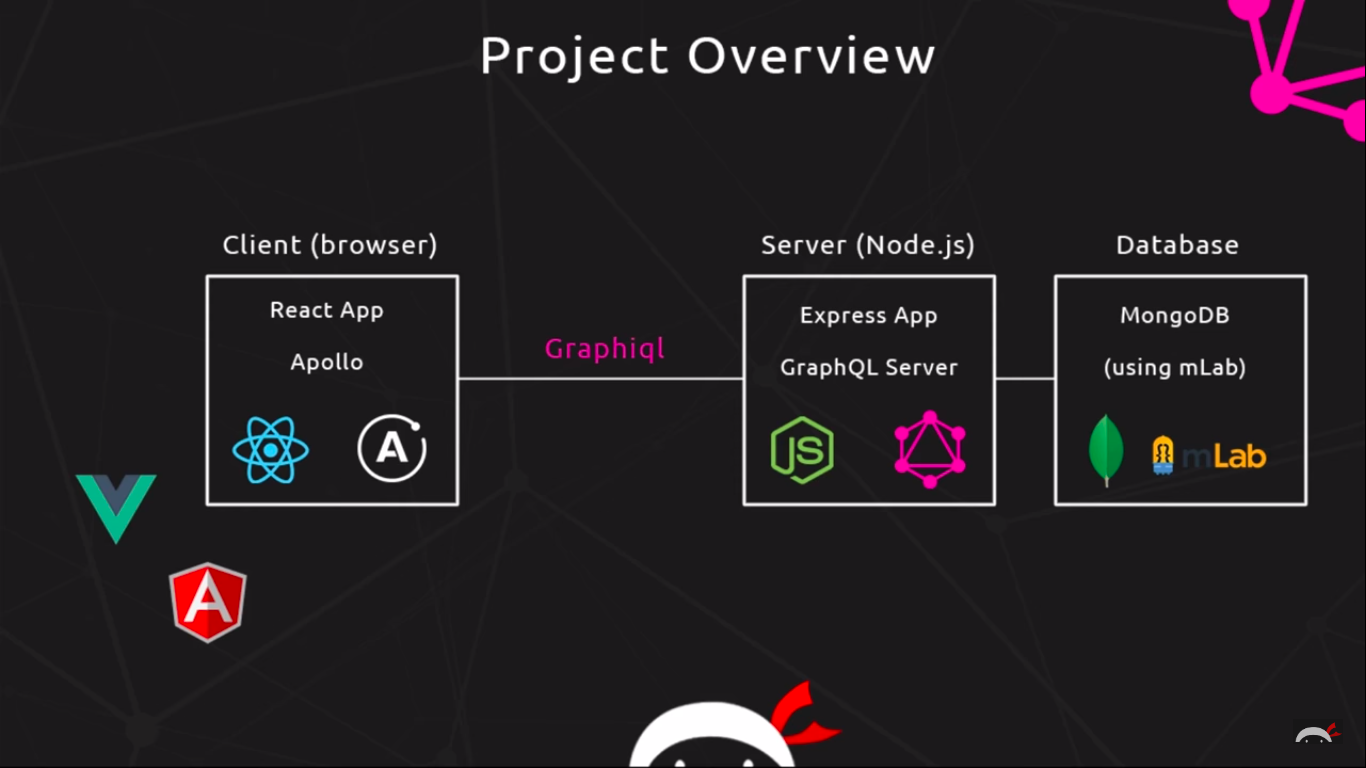 Project Overview
Client (browser)
React App
Apollo
A
Graphiql
Server (Node.js)
Express App
GraphQL Server
JS
Database
MongoDB
(using mLab)
mLab
A